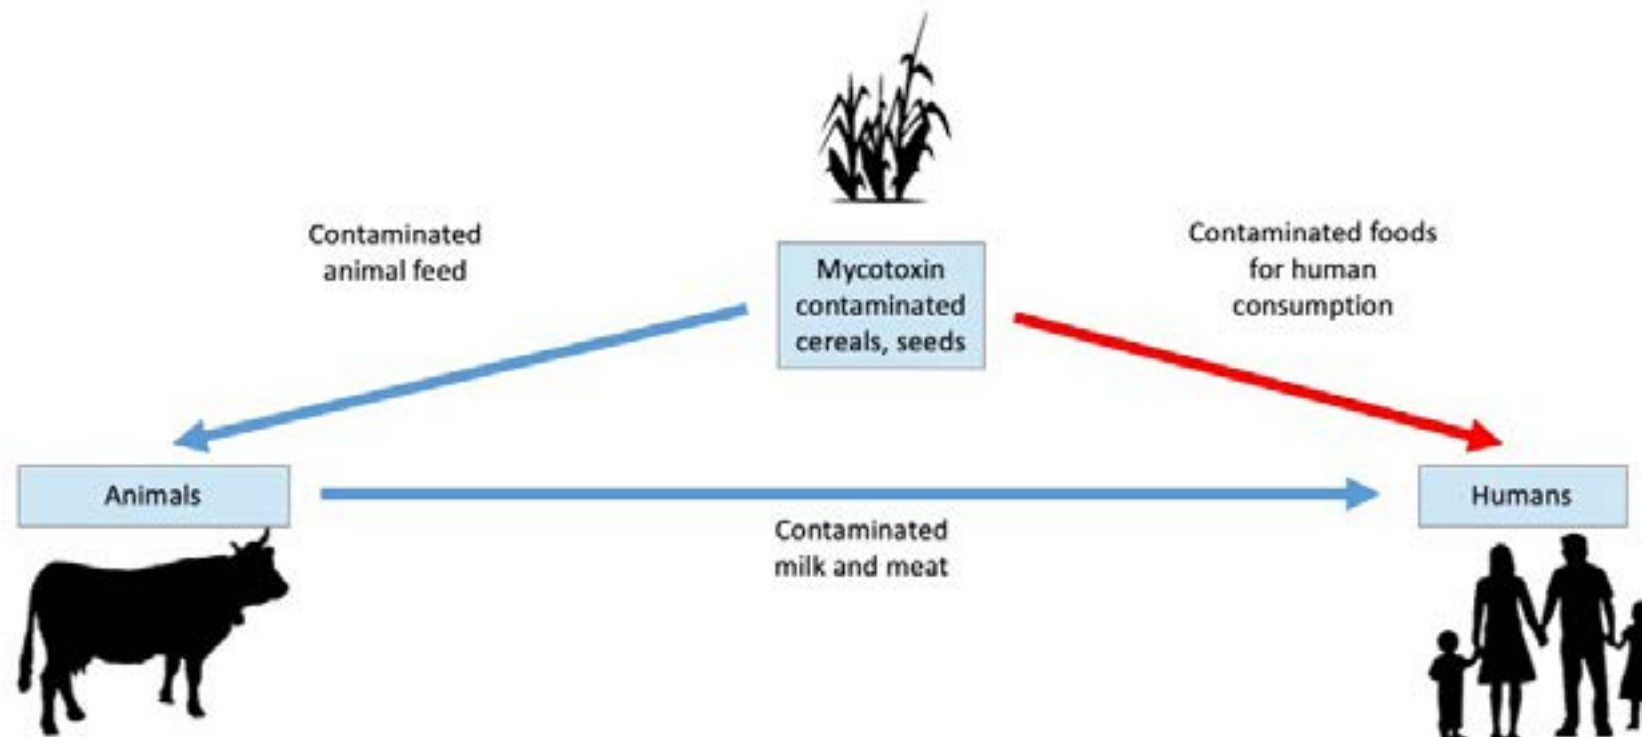 Contaminated
animal feed
Mycotoxin
contaminated
cereals, seeds
Contaminated foods
for human
consumption
Animals
Humans
Contaminated
milk and meat